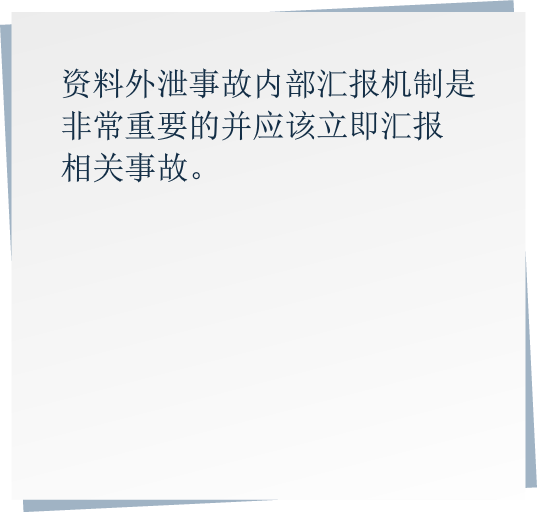 资料外泄事故内部汇报机制是
非常重要的并应该立即汇报
相关事故。